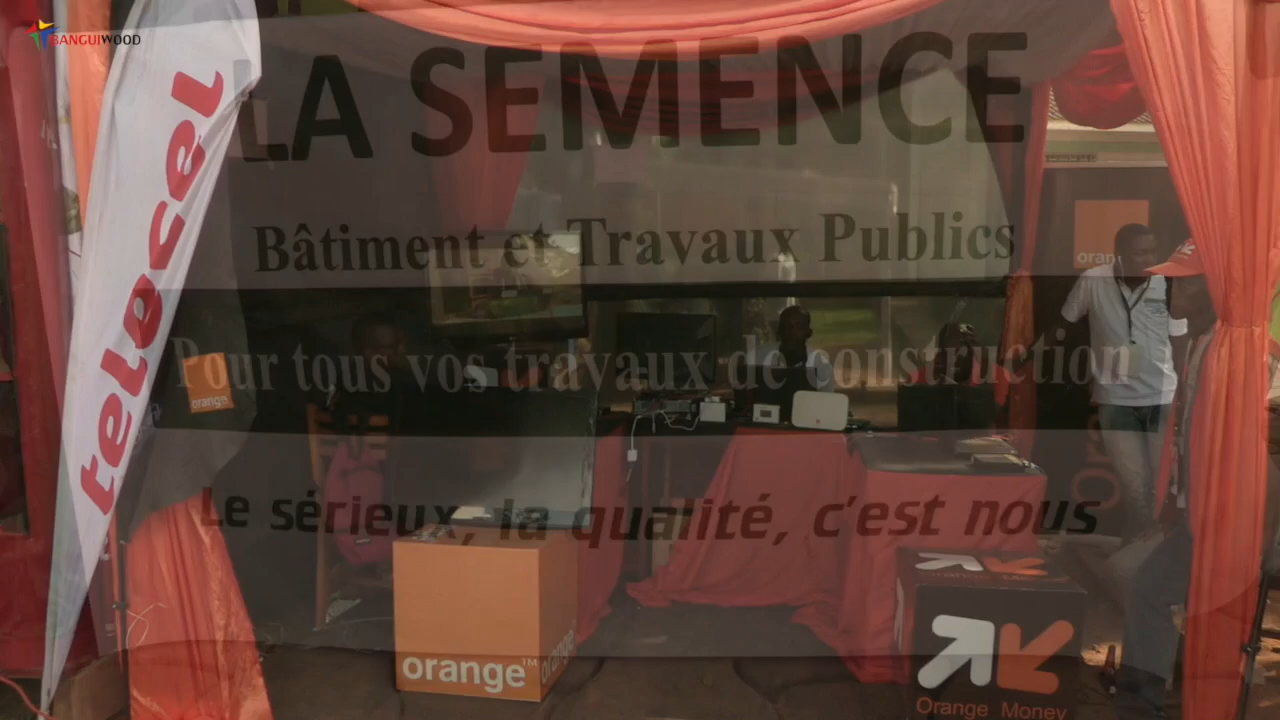 BANGUIWOOD
telecel
LA SEMENCE
Bâtiment et Travaux Publics
Pour tous vos travaux de construction
Le sérieux, la qualité, c'est nous
orange
orange™
orange
Orange Money